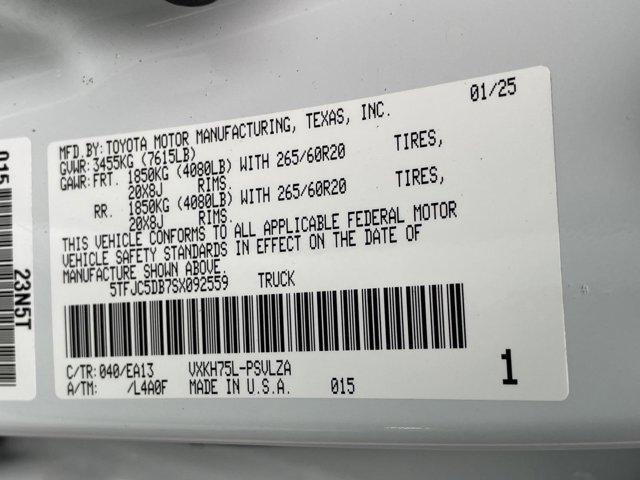 01/25
MFD.BY:TOYOTA MOTOR MANUFACTURING, TEXAS, INC.
GVWR:3455KG (7615LB)
GAWR:FRT. 1850KG (4080LB) WITH 265/60R20 TIRES,
20X8J RIMS.
RR. 1850KG (4080LB) WITH 265/60R20 TIRES,
20X8J RIMS.
THIS VEHICLE CONFORMS TO ALL APPLICABLE FEDERAL MOTOR
VEHICLE SAFETY STANDARDS IN EFFECT ON THE DATE OF
MANUFACTURE SHOWN ABOVE.
5TFJC5DB7SX092559 TRUCK
C/TR:040/EA13 VXKH75L-PSVLZA
A/TM: /L4A0F MADE IN U.S.A. 015 1
015
23N5T